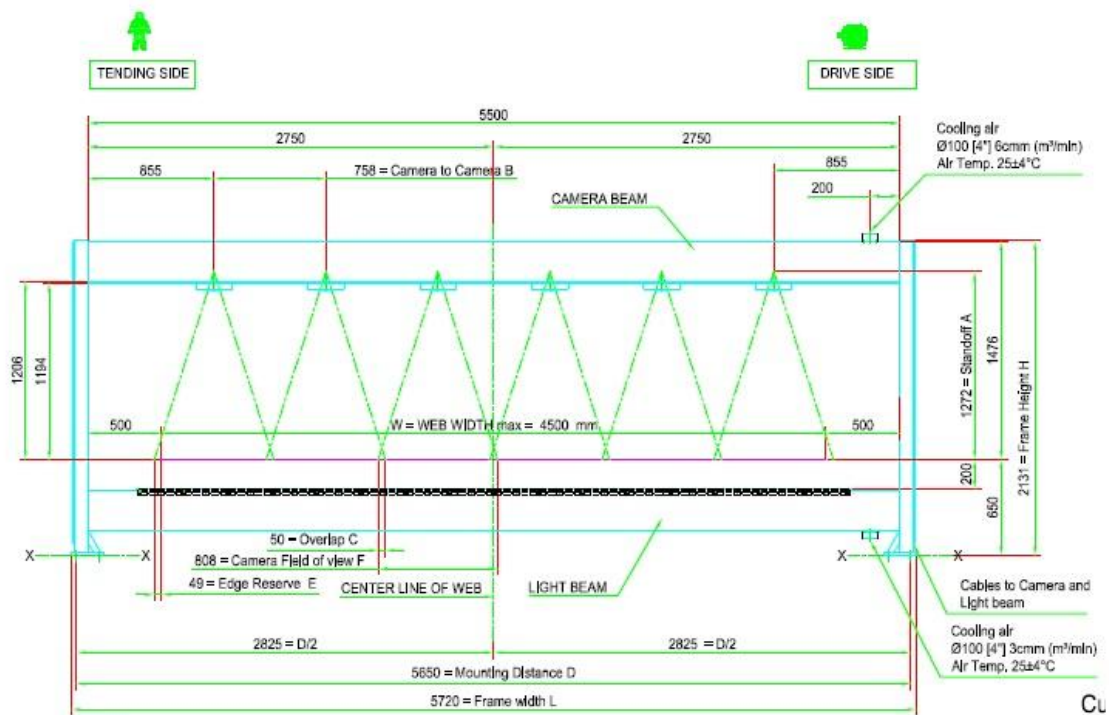 TENDING SIDE
DRIVE SIDE
5500
2750
2750
Cooling air
Ø100 [4"] 6cmm (m³/min)
Air Temp. 25±4°C
855
758 = Camera to Camera B
855
200
CAMERA BEAM
1206
1194
1272 = Standoff A
1476
2131 = Frame Height H
500
W = WEB WIDTH max = 4500 mm
500
200
650
50 = Overlap C
X
X
X
X
808 = Camera Field of view F
49 = Edge Reserve E
CENTER LINE OF WEB
LIGHT BEAM
Cables to Camera and
Light beam
Cooling air
Ø100 [4"] 3cmm (m³/min)
Air Temp. 25±4°C
2825 = D/2
2825 = D/2
5650 = Mounting Distance D
5720 = Frame width L
Cu